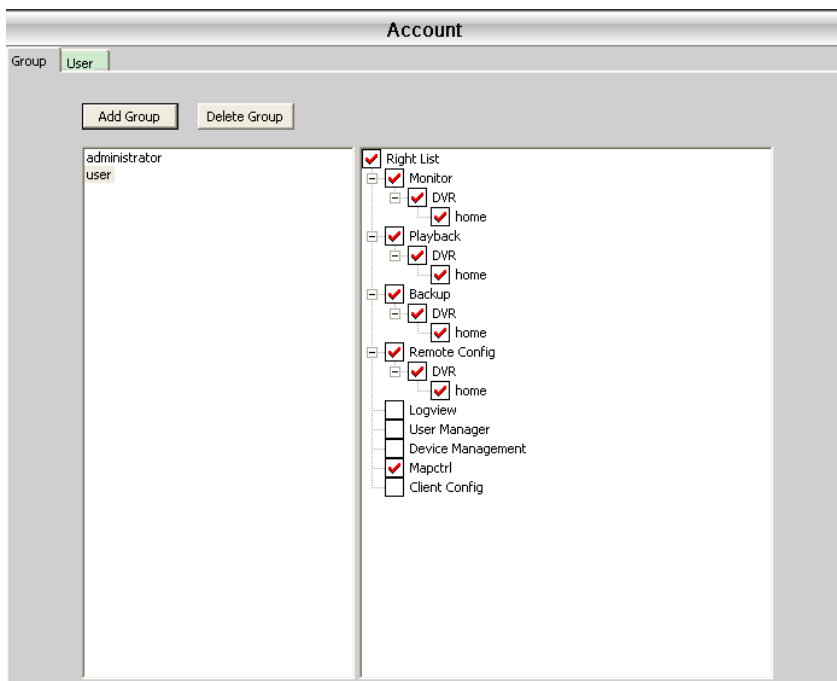 Account
Group
User
Add Group
Delete Group
administrator
user
Right List
Monitor
DVR
home
Playback
DVR
home
Backup
DVR
home
Remote Config
DVR
home
Logview
User Manager
Device Management
Mapctrl
Client Config